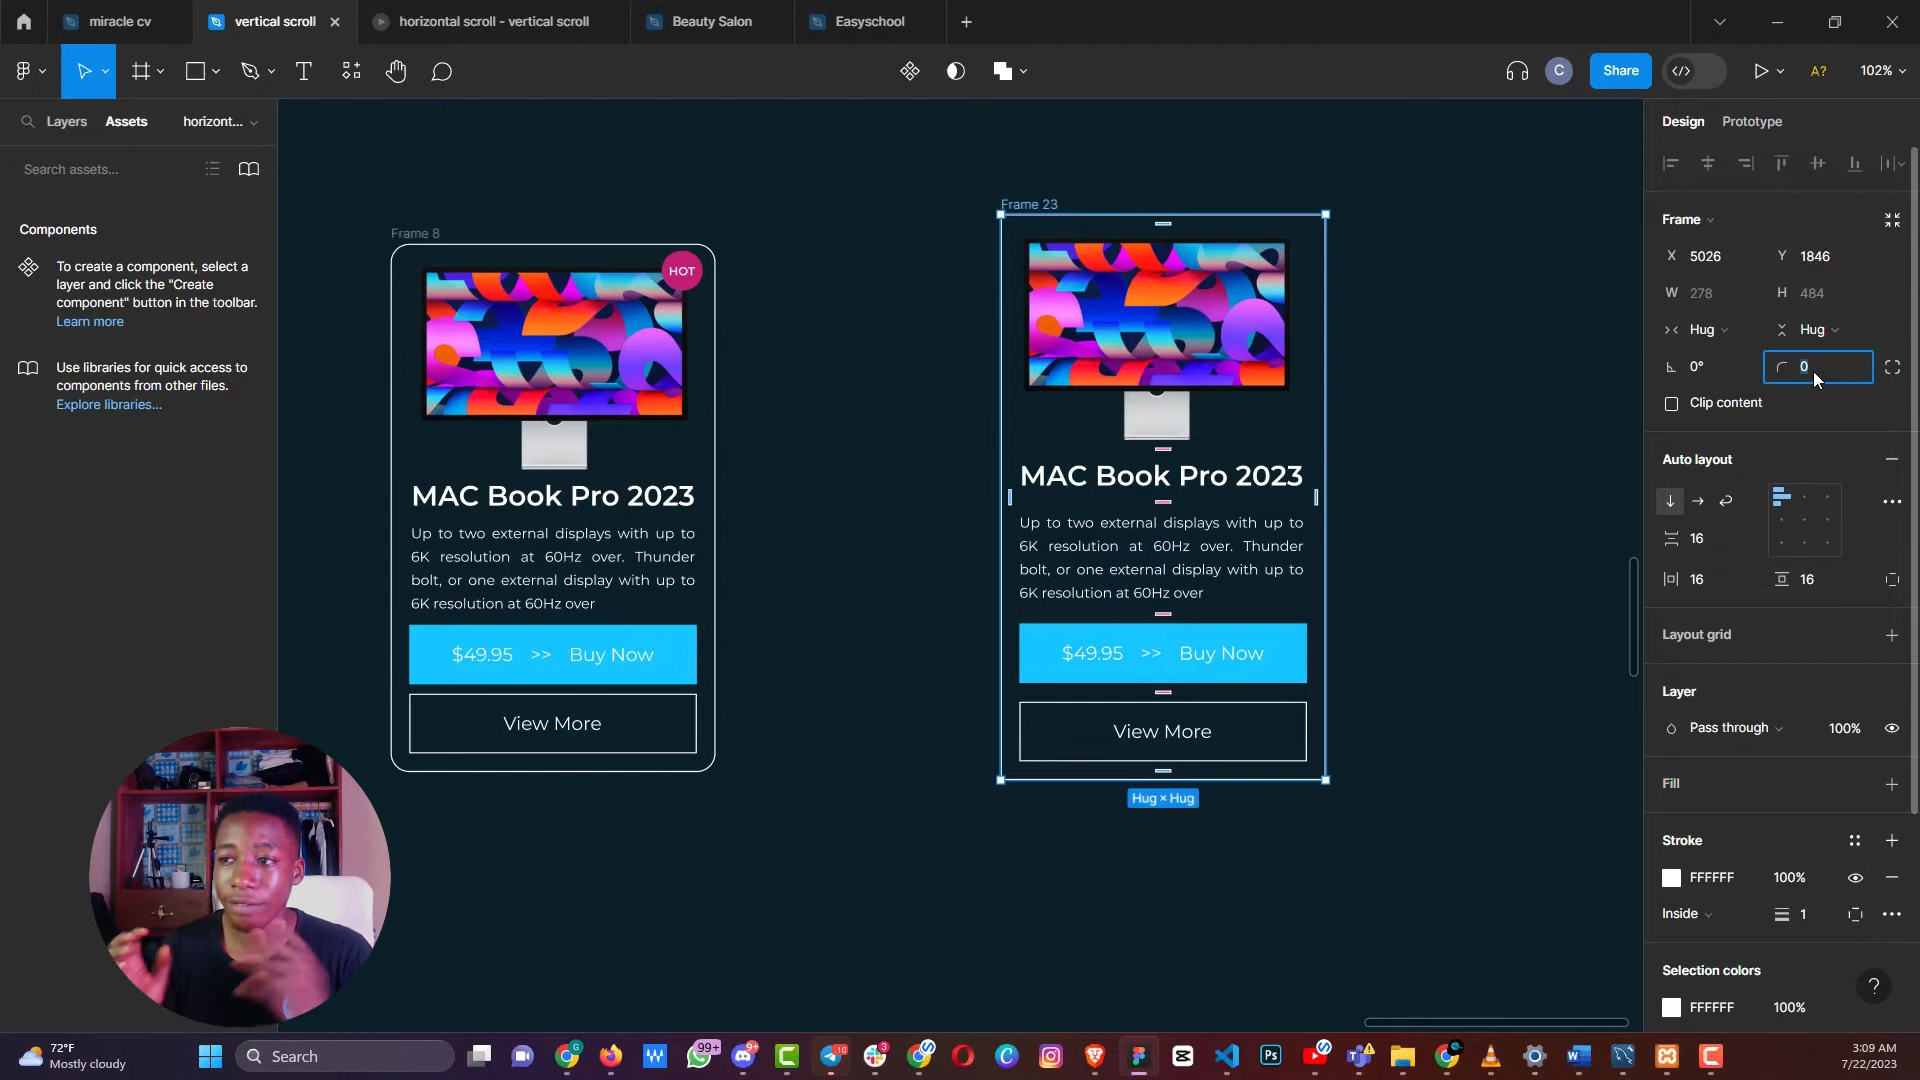 miracle cv
vertical scroll
horizontal scroll - vertical scroll
Beauty Salon
Easyschool
C
Share
A?
102%
Layers
Assets
horizont...
Design
Prototype
Search assets...
Components
To create a component, select a
layer and click the "Create
component" button in the toolbar.
Learn more
Use libraries for quick access to
components from other files.
Explore libraries...
Frame 8
HOT
MAC Book Pro 2023
Up to two external displays with up to
6K resolution at 60Hz over. Thunder
bolt, or one external display with up to
6K resolution at 60Hz over
$49.95 >> Buy Now
View More
Frame 23
MAC Book Pro 2023
Up to two external displays with up to
6K resolution at 60Hz over. Thunder
bolt, or one external display with up to
6K resolution at 60Hz over
$49.95 >> Buy Now
View More
Hug × Hug
Frame
X 5026
Y 1846
W 278
H 484
Hug
Hug
0°
0
Clip content
Auto layout
16
16
16
Layout grid
Layer
Pass through
100%
Fill
Stroke
FFFFFF 100%
Inside
1
Selection colors
FFFFFF 100%
?
72°F
Mostly cloudy
Search
99+
9+
3
3:09 AM
7/22/2023